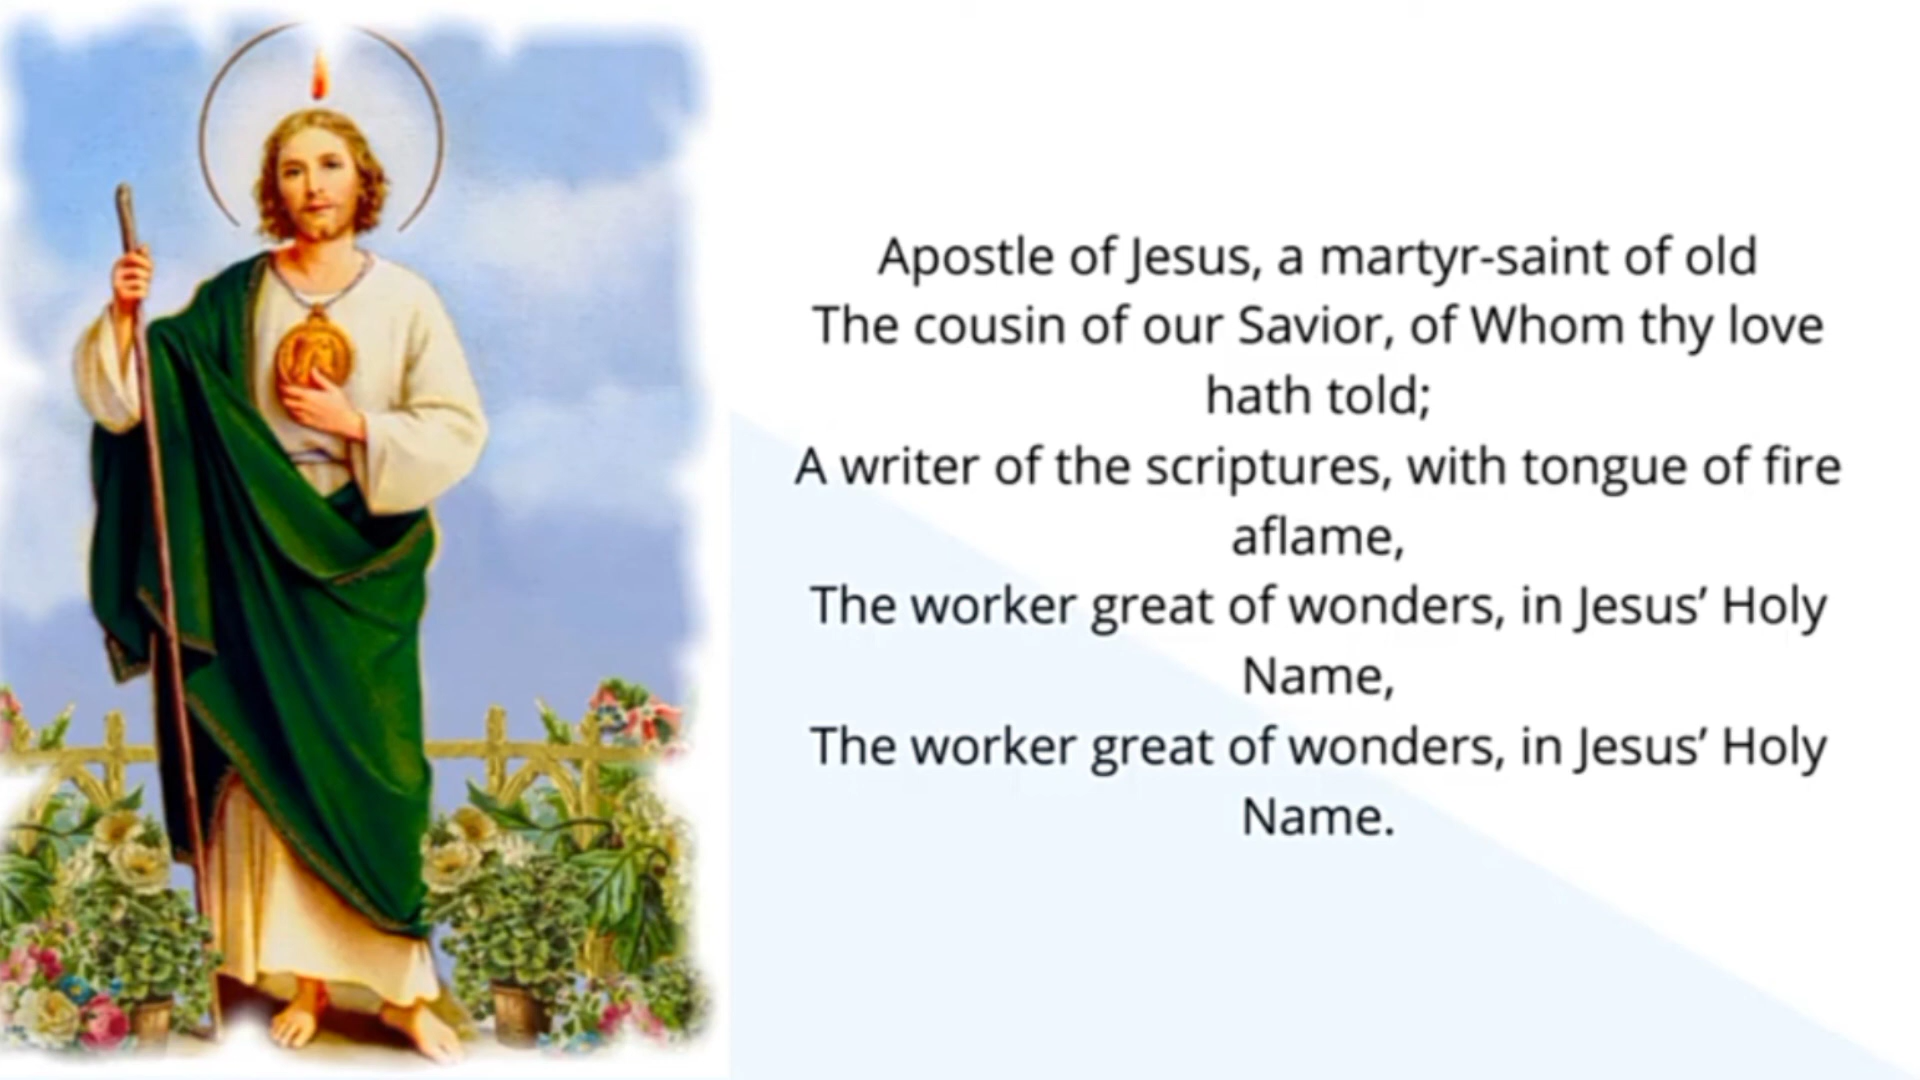 Apostle of Jesus, a martyr-saint of old
The cousin of our Savior, of Whom thy love
hath told;
A writer of the scriptures, with tongue of fire
aflame,
The worker great of wonders, in Jesus’ Holy
Name,
The worker great of wonders, in Jesus’ Holy
Name.